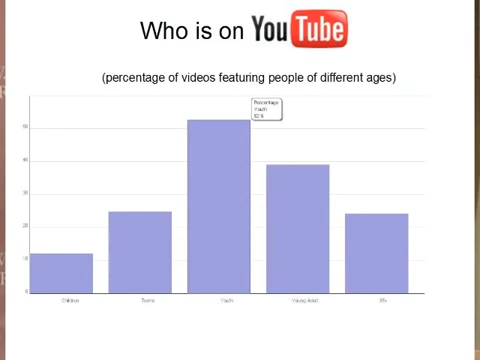 Who is on YouTube
(percentage of videos featuring people of different ages)
Percentage
Youth
50
40
30
20
10
0
Children
Teens
Youth
Young Adult